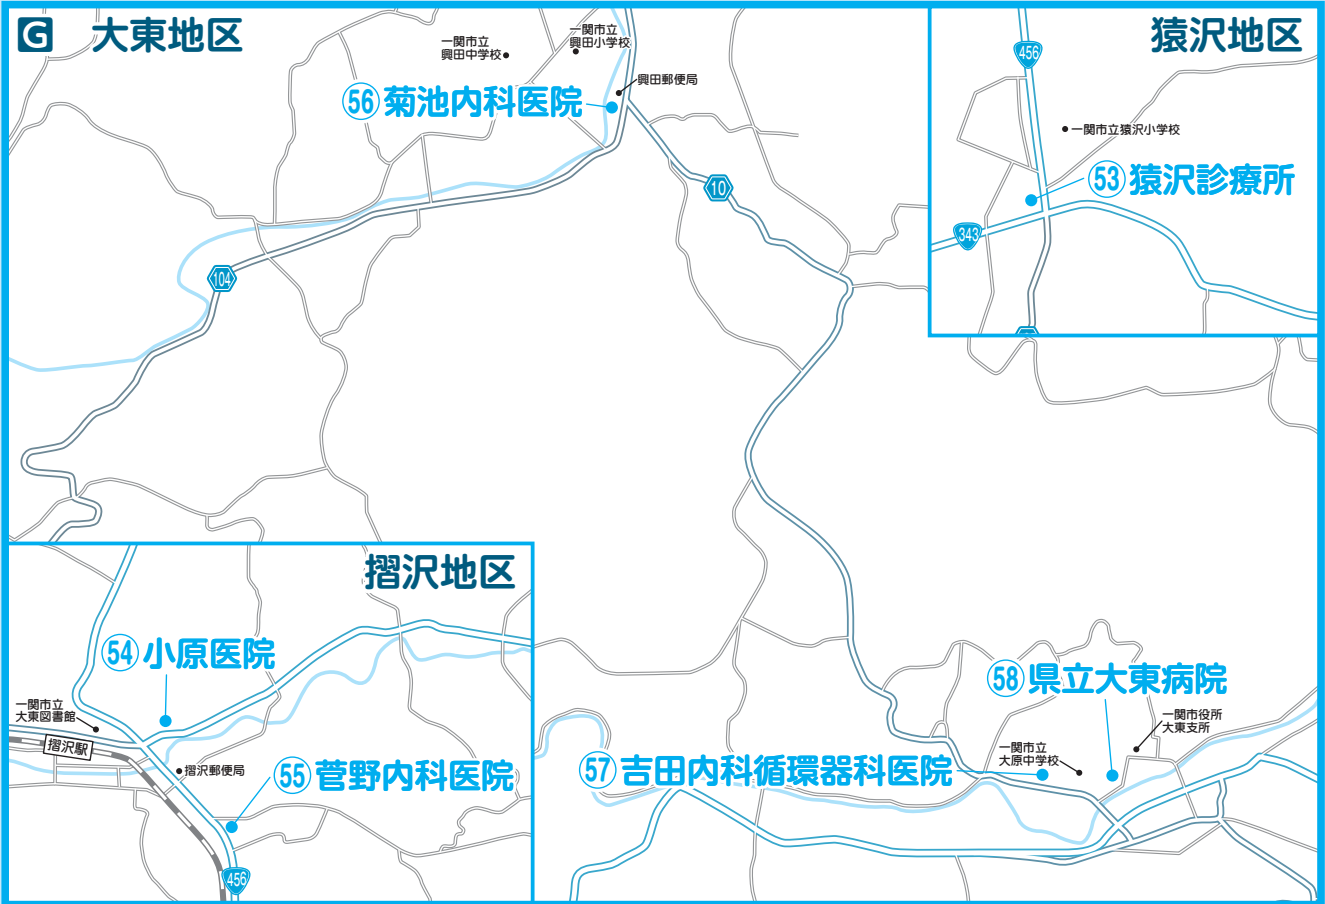 G 大東地区
一関市立
興田中学校
一関市立
興田小学校
興田郵便局
56 菊池内科医院
10
104
猿沢地区
456
一関市立猿沢小学校
53 猿沢診療所
343
摺沢地区
54 小原医院
一関市立
大東図書館
摺沢駅
摺沢郵便局
55 菅野内科医院
456
58 県立大東病院
一関市役所
大東支所
一関市立
大原中学校
57 吉田内科循環器科医院